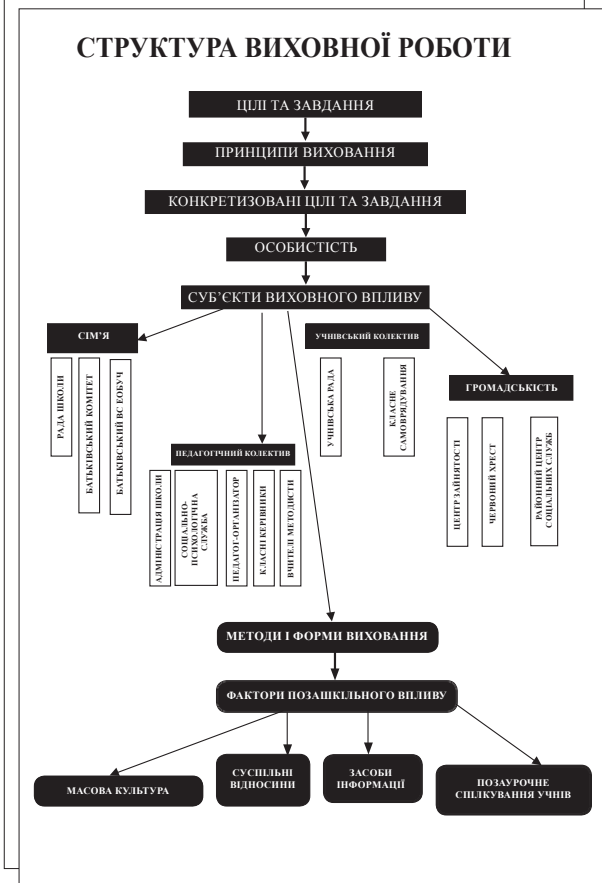 СТРУКТУРА ВИХОВНОЇ РОБОТИ
ЦІЛІ ТА ЗАВДАННЯ
ПРИНЦИПИ ВИХОВАННЯ
КОНКРЕТИЗОВАНІ ЦІЛІ ТА ЗАВДАННЯ
ОСОБИСТІСТЬ
СУБ’ЄКТИ ВИХОВНОГО ВПЛИВУ
СІМ’Я
РАДА ШКОЛИ
БАТЬКІВСЬКИЙ КОМІТЕТ
БАТЬКІВСЬКИЙ ВС ЕОБУЧ
ПЕДАГОГІЧНИЙ КОЛЕКТИВ
АДМІНІСТРАЦІЯ ШКОЛИ
СОЦІАЛЬНО-
ПСИХОЛОГІЧНА
СЛУЖБА
ПЕДАГОГ-ОРГАНІЗАТОР
КЛАСНІ КЕРІВНИКИ
ВЧИТЕЛІ МЕТОДИСТИ
УЧНІВСЬКИЙ КОЛЕКТИВ
УЧНІВСЬКА РАДА
КЛАСНЕ
САМОВРЯДУВАННЯ
ГРОМАДСЬКІСТЬ
ЦЕНТР ЗАЙНЯТОСТІ
ЧЕРВОНИЙ ХРЕСТ
РАЙОННИЙ ЦЕНТР
СОЦІАЛЬНИХ СЛУЖБ
МЕТОДИ І ФОРМИ ВИХОВАННЯ
ФАКТОРИ ПОЗАШКІЛЬНОГО ВПЛИВУ
МАСОВА КУЛЬТУРА
СУСПІЛЬНІ
ВІДНОСИНИ
ЗАСОБИ
ІНФОРМАЦІЇ
ПОЗАУРОЧНЕ
СПІЛКУВАННЯ УЧНІВ